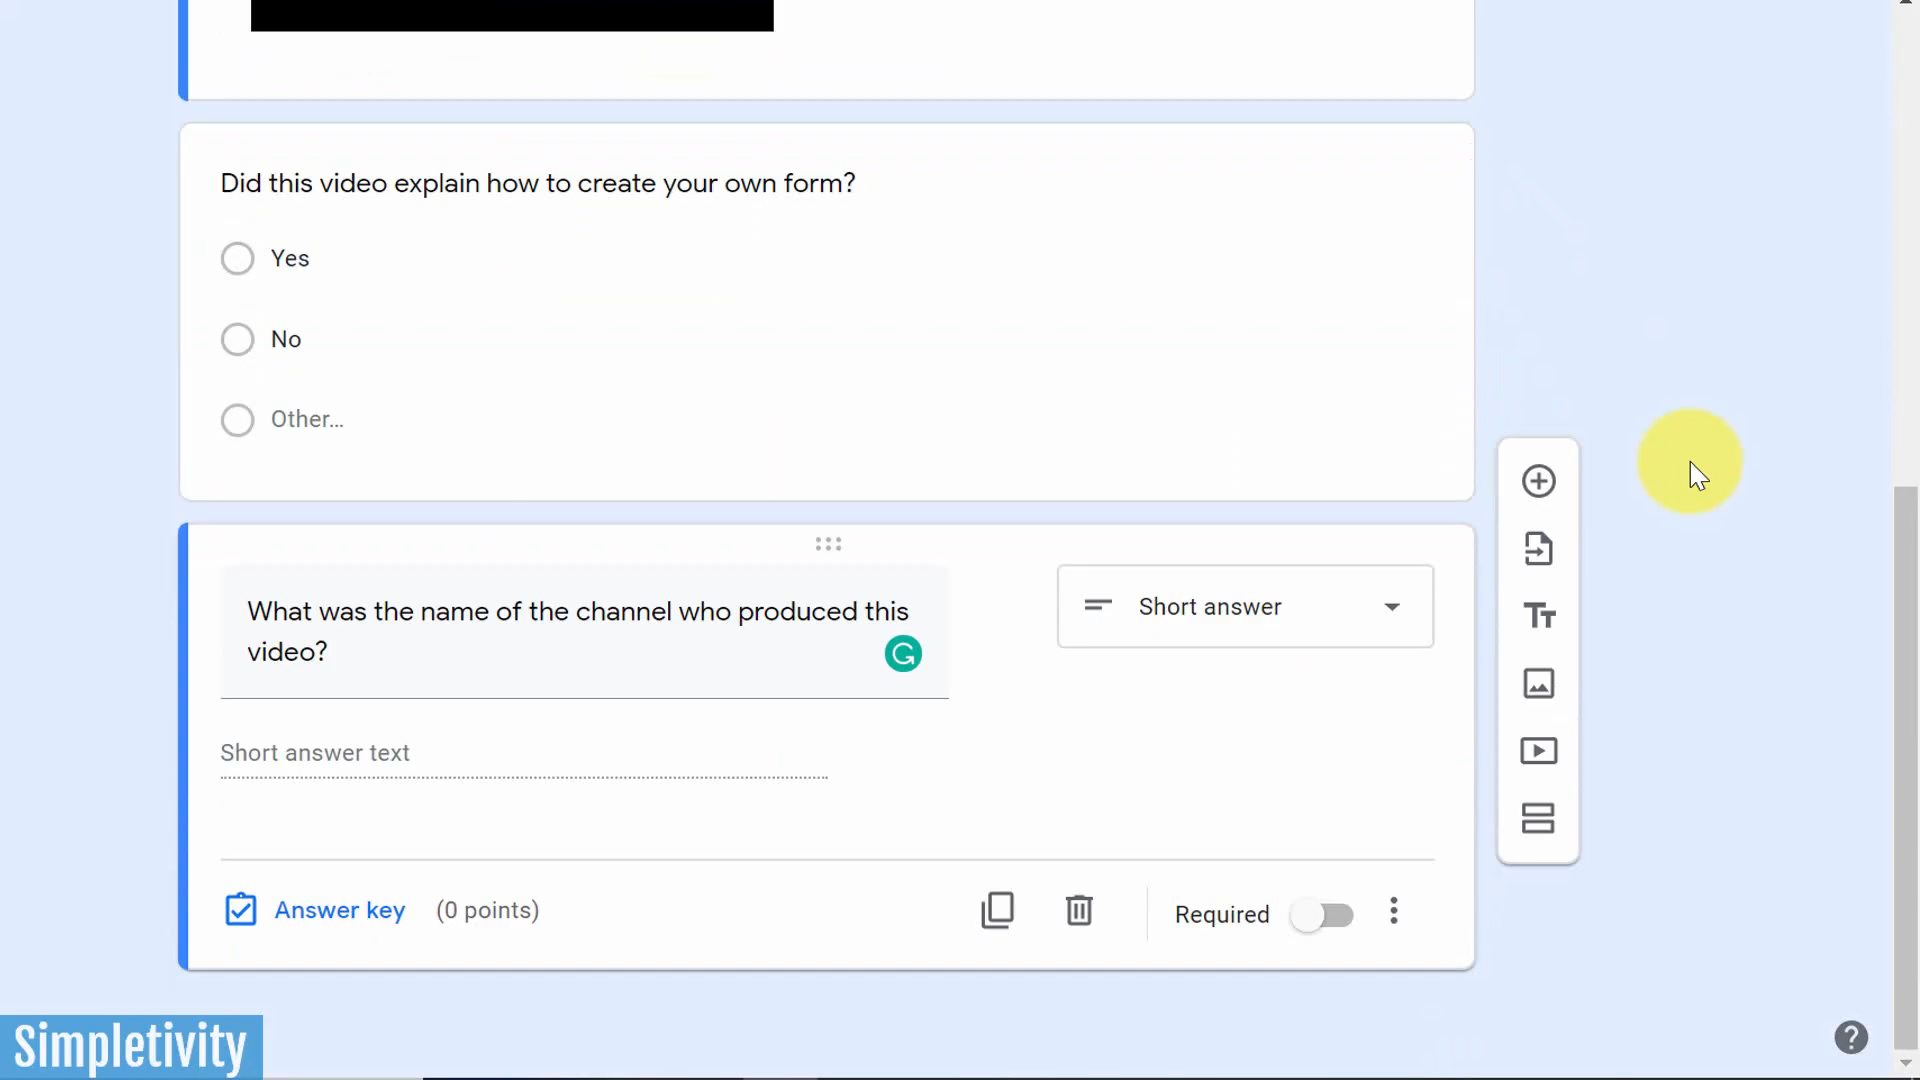 Did this video explain how to create your own form?
Yes
No
Other...
What was the name of the channel who produced this
video?
Short answer
Short answer text
Answer key (0 points)
Required
Simpletivity